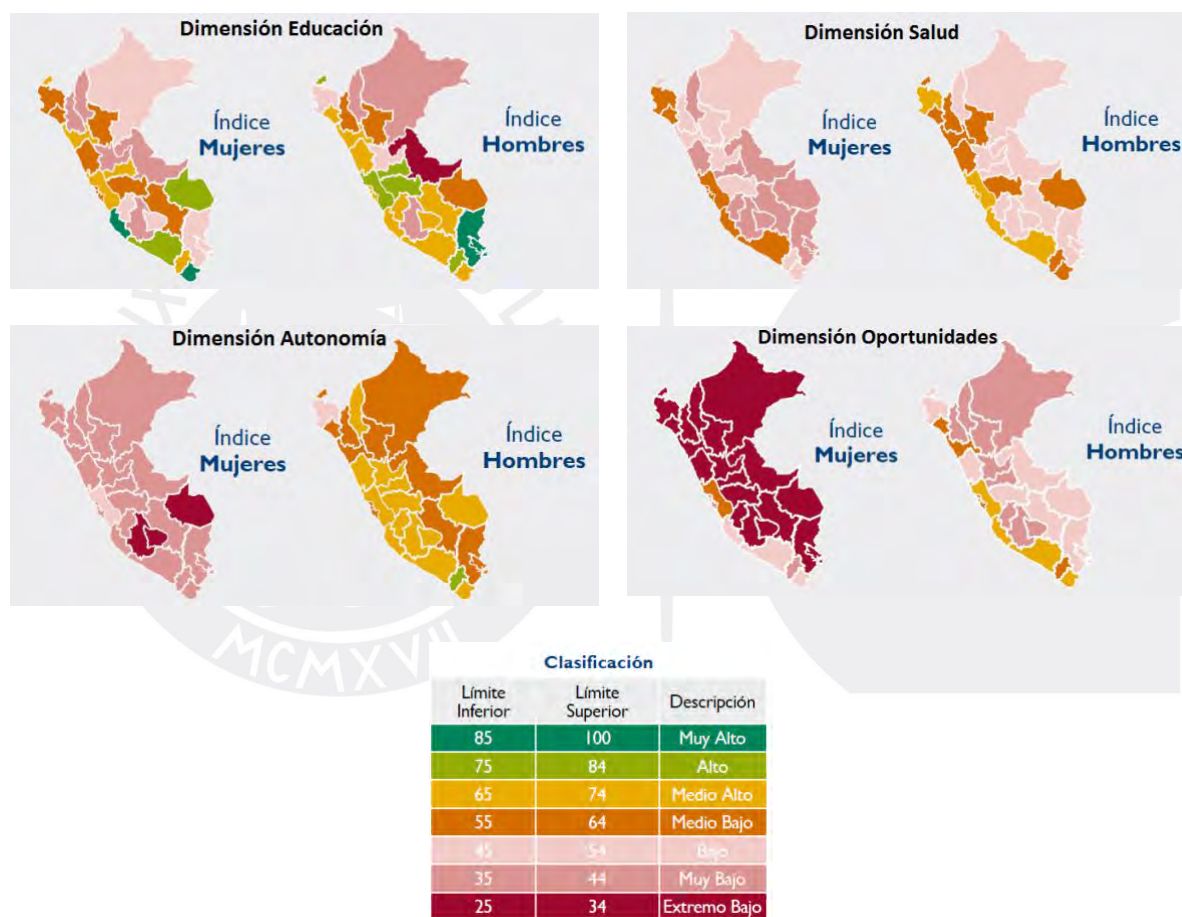 Dimensión Educación
Índice
Mujeres
Índice
Hombres
Dimensión Salud
Índice
Mujeres
Índice
Hombres
Dimensión Autonomía
Índice
Mujeres
Índice
Hombres
Dimensión Oportunidades
Índice
Mujeres
Índice
Hombres
MCMXVII
Clasificación
Límite Inferior Límite Superior Descripción
85 100 Muy Alto
75 84 Alto
65 74 Medio Alto
55 64 Medio Bajo
45 54 Bajo
35 44 Muy Bajo
25 34 Extremo Bajo